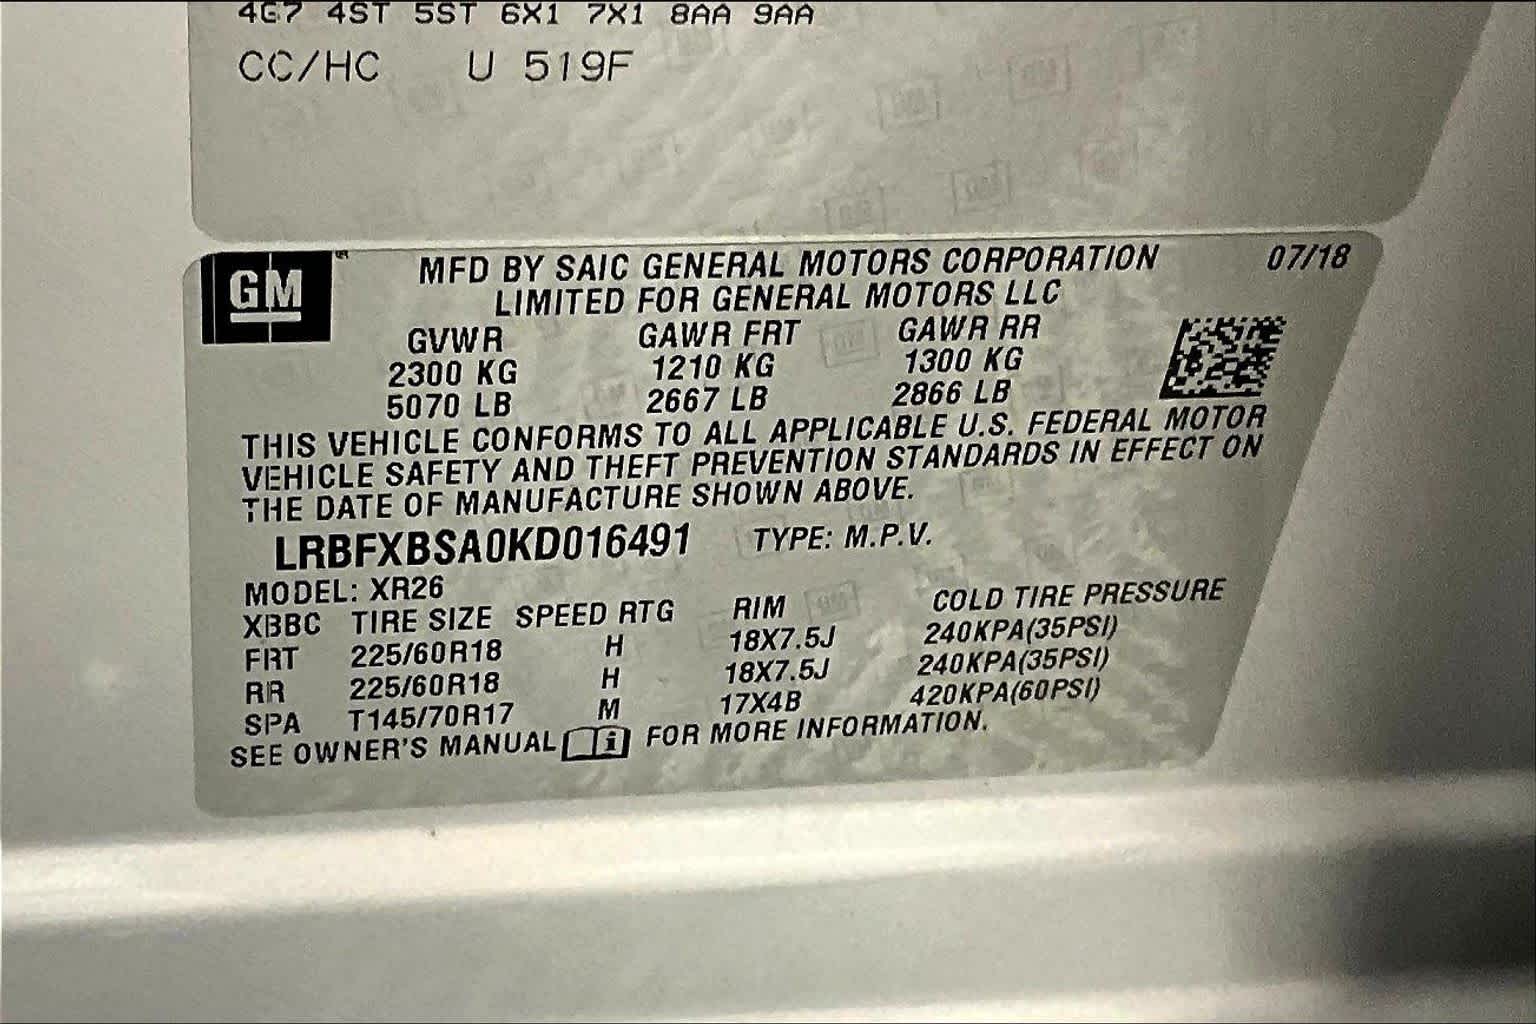 4G7 4ST 5ST 6X1 7X1 8AA 9AA
CC/HC U 519F
GM
MFD BY SAIC GENERAL MOTORS CORPORATION 07/18
LIMITED FOR GENERAL MOTORS LLC
GVWR GAWR FRT GAWR RR
2300 KG 1210 KG 1300 KG
5070 LB 2667 LB 2866 LB
THIS VEHICLE CONFORMS TO ALL APPLICABLE U.S. FEDERAL MOTOR
VEHICLE SAFETY AND THEFT PREVENTION STANDARDS IN EFFECT ON
THE DATE OF MANUFACTURE SHOWN ABOVE.
LRBFXBSA0KD016491 TYPE: M.P.V.
MODEL: XR26
XBBC TIRE SIZE SPEED RTG RIM COLD TIRE PRESSURE
FRT 225/60R18 H 18X7.5J 240KPA(35PSI)
RR 225/60R18 H 18X7.5J 240KPA(35PSI)
SPA T145/70R17 M 17X4B 420KPA(60PSI)
SEE OWNER'S MANUAL FOR MORE INFORMATION.